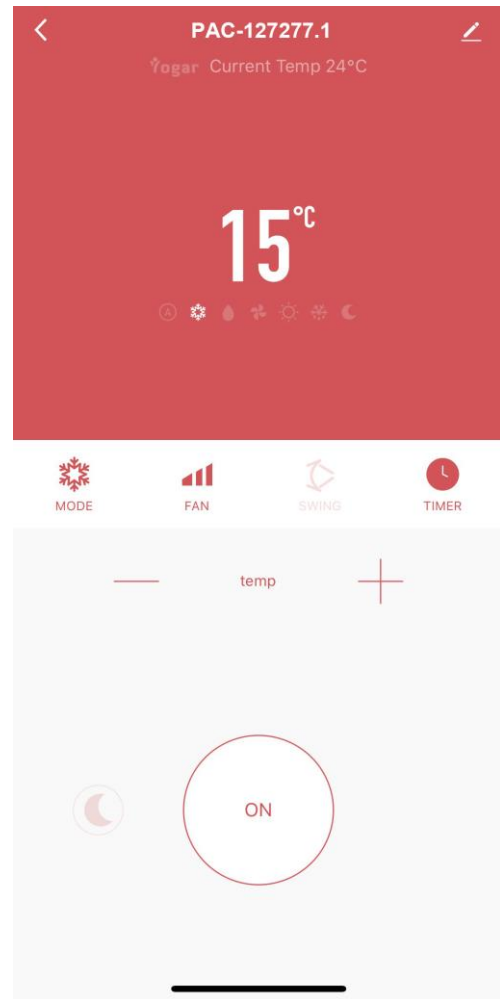 PAC-127277.1
Yogar Current Temp 24°C
15°C
A
MODE
FAN
SWING
TIMER
temp
ON